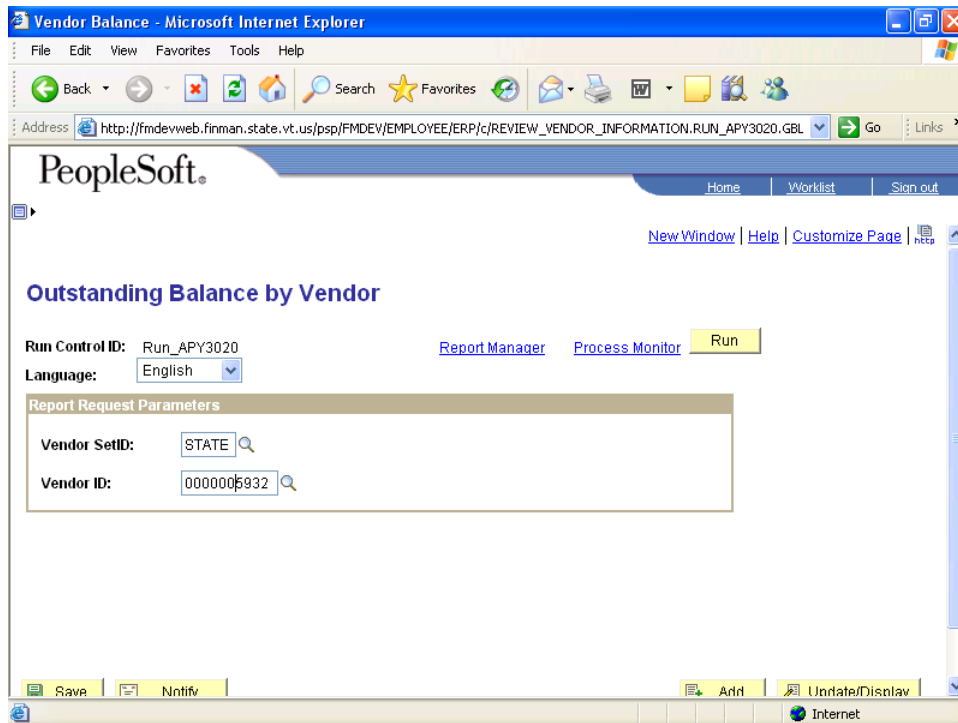 Vendor Balance - Microsoft Internet Explorer
File Edit View Favorites Tools Help
Back Search Favorites
Address http://fmdevweb.finman.state.vt.us/psp/FMDEV/EMPLOYEE/ERP/c/REVIEW_VENDOR_INFORMATION.RUN_APY3020.GBL Go Links
PeopleSoft®
Home Worklist Sign out
New Window | Help | Customize Page | http
Outstanding Balance by Vendor
Run Control ID: Run_APY3020 Report Manager Process Monitor Run
Language: English
Report Request Parameters
Vendor SetID: STATE
Vendor ID: 0000005932
Save Notify Add Update/Display
Internet